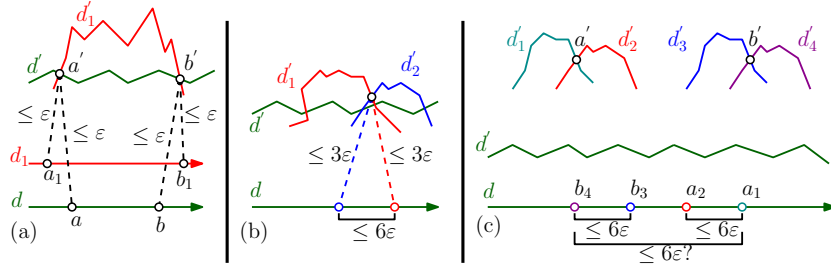 d′₁
d′
a′
b′
≤ ε
≤ ε
≤ ε
≤ ε
d₁
a₁
b₁
d
a
b
(a)
d′₁
d′₂
d′
≤ 3ε
≤ 3ε
d
≤ 6ε
(b)
d′₁
a′
d′₂
d′₃
b′
d′₄
d′
d
b₄
b₃
a₂
a₁
≤ 6ε
≤ 6ε
≤ 6ε?
(c)